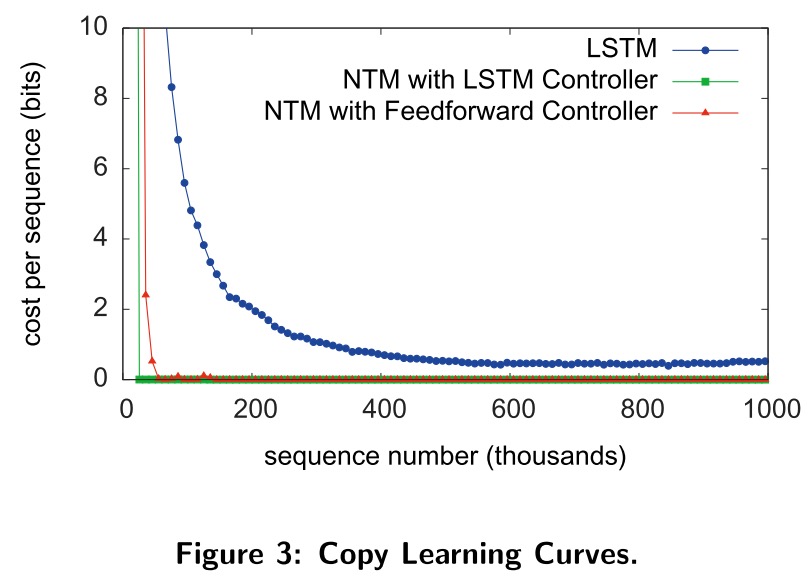 10
8
6
4
2
0
cost per sequence (bits)
LSTM
NTM with LSTM Controller
NTM with Feedforward Controller
0 200 400 600 800 1000
sequence number (thousands)
Figure 3: Copy Learning Curves.